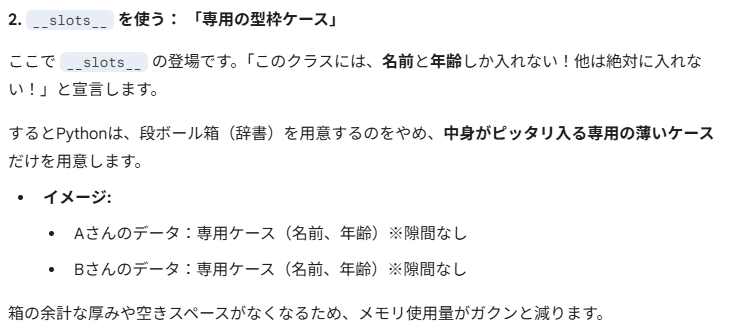 2. __slots__ を使う： 「専用の型枠ケース」
ここで __slots__ の登場です。「このクラスには、名前と年齢しか入れない！他は絶対に入れな
い！」と宣言します。
するとPythonは、段ボール箱（辞書）を用意するのをやめ、中身がピッタリ入る専用の薄いケース
だけを用意します。
• イメージ:
• Aさんのデータ：専用ケース（名前、年齢）※隙間なし
• Bさんのデータ：専用ケース（名前、年齢）※隙間なし
箱の余計な厚みや空きスペースがなくなるため、メモリ使用量がガクンと減ります。